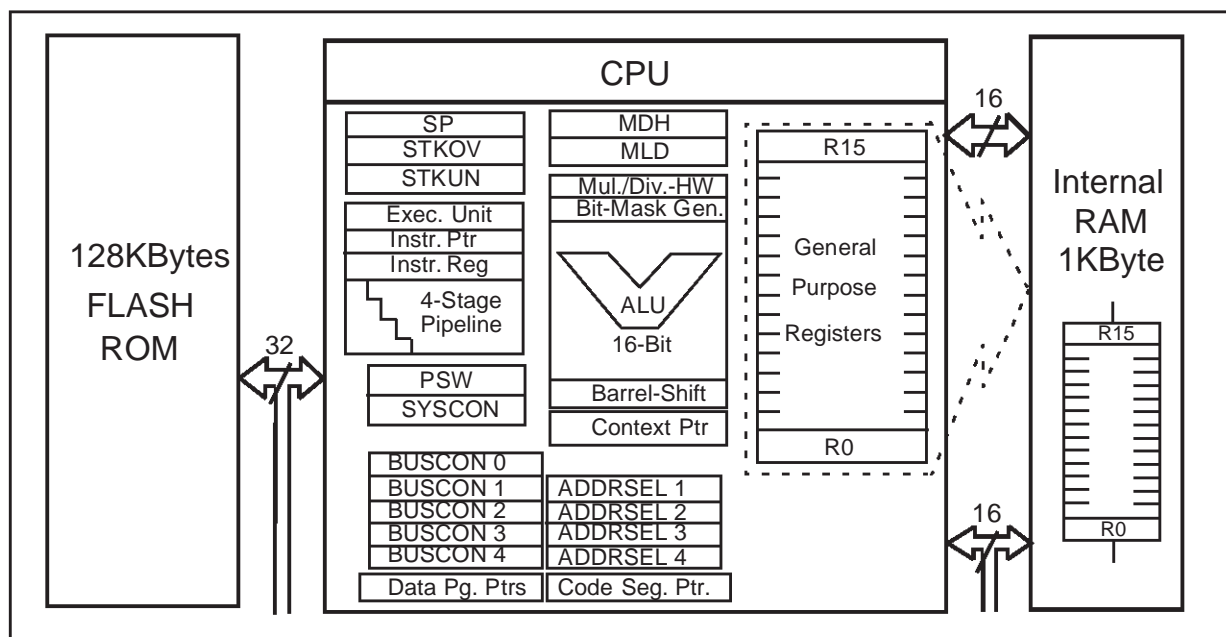 128KBytes
FLASH
ROM
32
CPU
SP
STKOV
STKUN
Exec. Unit
Instr. Ptr
Instr. Reg
4-Stage
Pipeline
PSW
SYSCON
BUSCON 0
BUSCON 1
BUSCON 2
BUSCON 3
BUSCON 4
Data Pg. Ptrs
MDH
MLD
Mul./Div.-HW
Bit-Mask Gen.
ALU
16-Bit
Barrel-Shift
Context Ptr
ADDRSEL 1
ADDRSEL 2
ADDRSEL 3
ADDRSEL 4
Code Seg. Ptr.
R15
General
Purpose
Registers
R0
16
16
Internal
RAM
1KByte
R15
R0